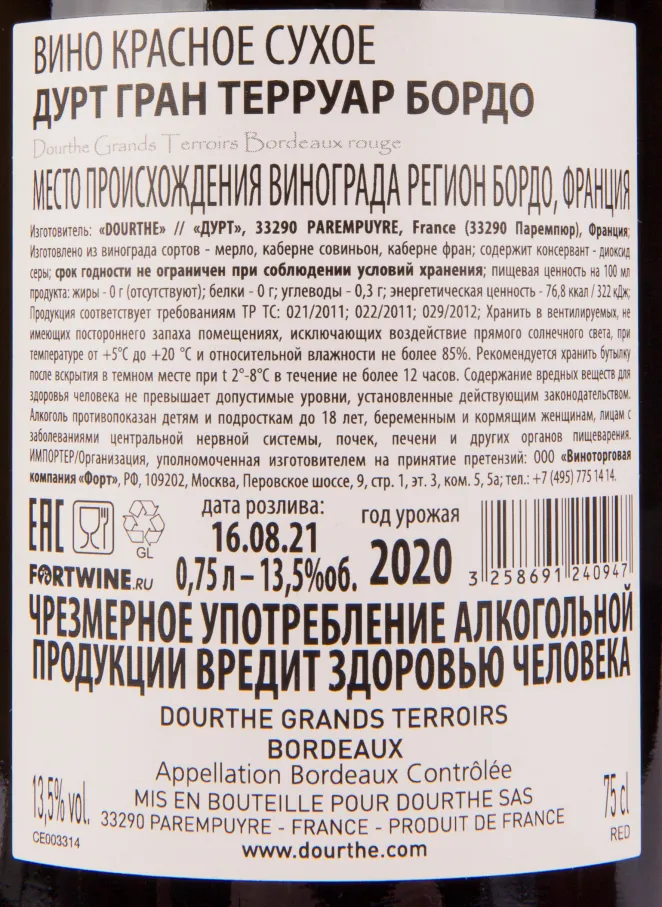 ВИНО КРАСНОЕ СУХОЕ
ДУРТ ГРАН ТЕРРУАР БОРДО
Dourthe Grands Terroirs Bordeaux rouge
МЕСТО ПРОИСХОЖДЕНИЯ ВИНОГРАДА РЕГИОН БОРДО, ФРАНЦИЯ
Изготовитель: «DOURTHE» // «ДУРТ», 33290 PAREMPUYRE, France (33290 Паремпюр), Франция;
Изготовлено из винограда сортов - мерло, каберне совиньон, каберне фран; содержит консервант - диоксид
серы; срок годности не ограничен при соблюдении условий хранения; пищевая ценность на 100 мл
продукта: жиры - 0 г (отсутствуют); белки - 0 г; углеводы - 0,3 г; энергетическая ценность - 76,8 ккал / 322 кДж;
Продукция соответствует требованиям ТР ТС: 021/2011; 022/2011; 029/2012; Хранить в вентилируемых, не
имеющих постороннего запаха помещениях, исключающих воздействие прямого солнечного света, при
температуре от +5°С до +20 °С и относительной влажности не более 85%. Рекомендуется хранить бутылку
после вскрытия в темном месте при t 2°-8°С в течение не более 12 часов. Содержание вредных веществ для
здоровья человека не превышает допустимые уровни, установленные действующим законодательством.
Алкоголь противопоказан детям и подросткам до 18 лет, беременным и кормящим женщинам, лицам с
заболеваниями центральной нервной системы, почек, печени и других органов пищеварения.
ИМПОРТЕР/Организация, уполномоченная изготовителем на принятие претензий: ООО «Виноторговая
компания «Форт», РФ, 109202, Москва, Перовское шоссе, 9, стр. 1, эт. 3, ком. 5, 5а; тел.: +7 (495) 775 14 14.
EAC
GL
FORTWINE.RU
дата розлива:
16.08.21
0,75 л – 13,5%об.
год урожая
2020
3 258691 240947
ЧРЕЗМЕРНОЕ УПОТРЕБЛЕНИЕ АЛКОГОЛЬНОЙ
ПРОДУКЦИИ ВРЕДИТ ЗДОРОВЬЮ ЧЕЛОВЕКА
DOURTHE GRANDS TERROIRS
BORDEAUX
Appellation Bordeaux Contrôlée
MIS EN BOUTEILLE POUR DOURTHE SAS
33290 PAREMPUYRE - FRANCE - PRODUIT DE FRANCE
www.dourthe.com
13,5% vol.
CE003314
75 cl
RED